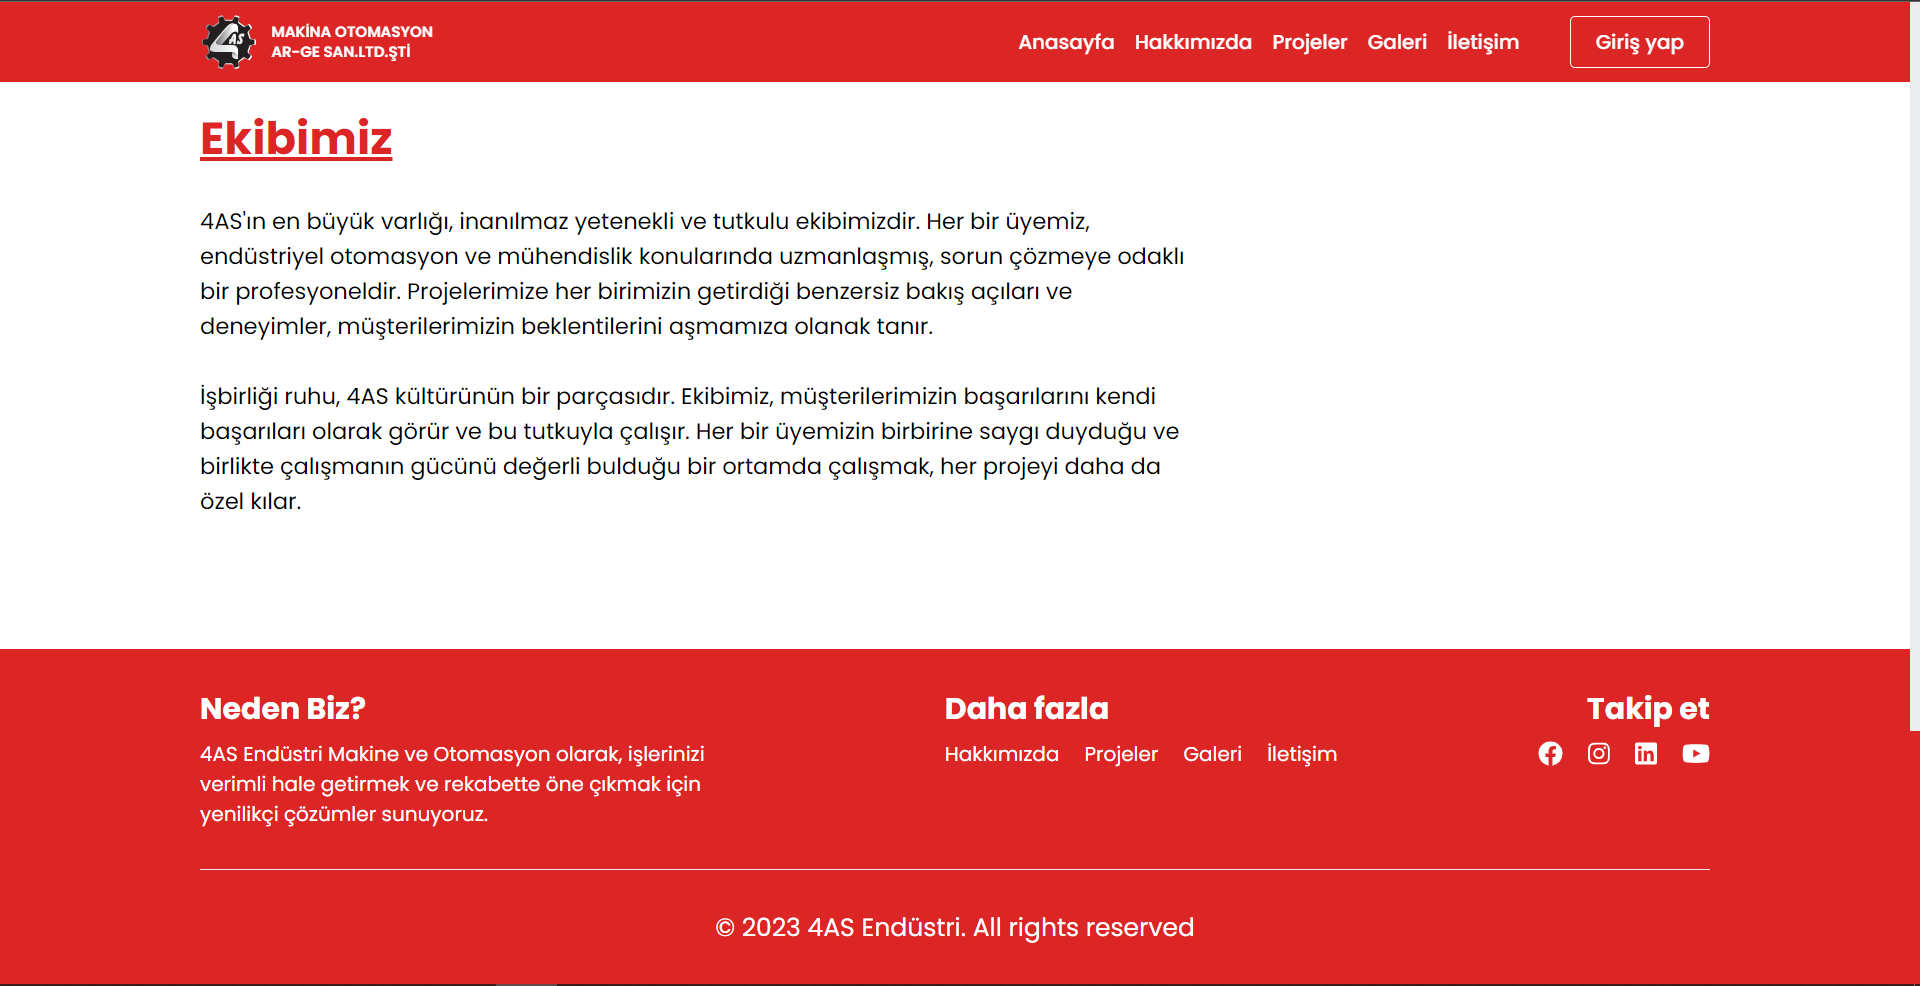 4AS
MAKİNA OTOMASYON
AR-GE SAN.LTD.ŞTİ
Anasayfa Hakkımızda Projeler Galeri İletişim Giriş yap
Ekibimiz
4AS'ın en büyük varlığı, inanılmaz yetenekli ve tutkulu ekibimizdir. Her bir üyemiz,
endüstriyel otomasyon ve mühendislik konularında uzmanlaşmış, sorun çözmeye odaklı
bir profesyoneldir. Projelerimize her birimizin getirdiği benzersiz bakış açıları ve
deneyimler, müşterilerimizin beklentilerini aşmamıza olanak tanır.
İşbirliği ruhu, 4AS kültürünün bir parçasıdır. Ekibimiz, müşterilerimizin başarılarını kendi
başarıları olarak görür ve bu tutkuyla çalışır. Her bir üyemizin birbirine saygı duyduğu ve
birlikte çalışmanın gücünü değerli bulduğu bir ortamda çalışmak, her projeyi daha da
özel kılar.
Neden Biz?
4AS Endüstri Makine ve Otomasyon olarak, işlerinizi
verimli hale getirmek ve rekabette öne çıkmak için
yenilikçi çözümler sunuyoruz.
Daha fazla
Hakkımızda Projeler Galeri İletişim
Takip et
© 2023 4AS Endüstri. All rights reserved